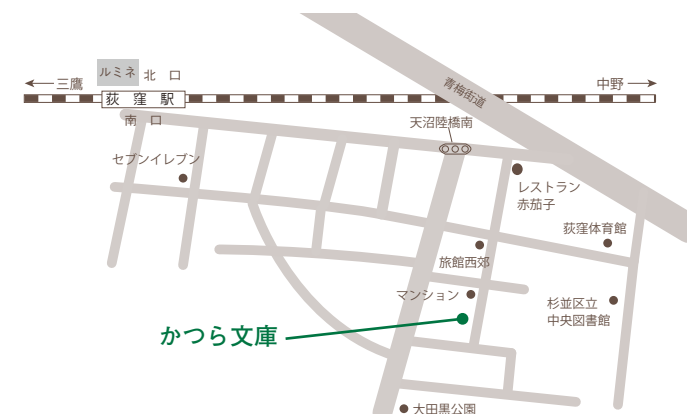 ルミネ
北 口
三鷹
中野
荻 窪 駅
南 口
青梅街道
天沼陸橋南
セブンイレブン
レストラン
赤茄子
荻窪体育館
旅館西郊
マンション
杉並区立
中央図書館
かつら文庫
大田黒公園